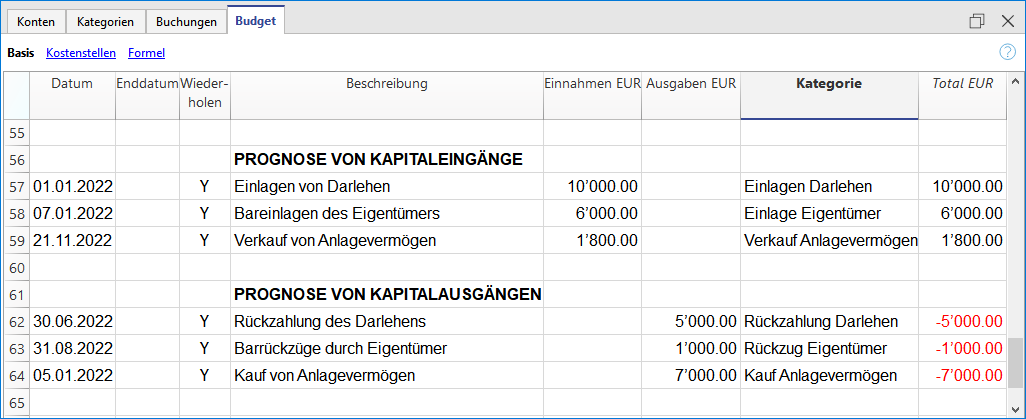 Konten Kategorien Buchungen Budget
Basis Kostenstellen Formel ?
Datum Enddatum Wieder- Beschreibung Einnahmen EUR Ausgaben EUR Kategorie Total EUR
holen
55
56 PROGNOSE VON KAPITALEINGÄNGE
57 01.01.2022 Y Einlagen von Darlehen 10’000.00 Einlagen Darlehen 10’000.00
58 07.01.2022 Y Bareinlagen des Eigentümers 6’000.00 Einlage Eigentümer 6’000.00
59 21.11.2022 Y Verkauf von Anlagevermögen 1’800.00 Verkauf Anlagevermögen 1’800.00
60
61 PROGNOSE VON KAPITALAUSGÄNGEN
62 30.06.2022 Y Rückzahlung des Darlehens 5’000.00 Rückzahlung Darlehen -5’000.00
63 31.08.2022 Y Barrückzüge durch Eigentümer 1’000.00 Rückzug Eigentümer -1’000.00
64 05.01.2022 Y Kauf von Anlagevermögen 7’000.00 Kauf Anlagevermögen -7’000.00
65